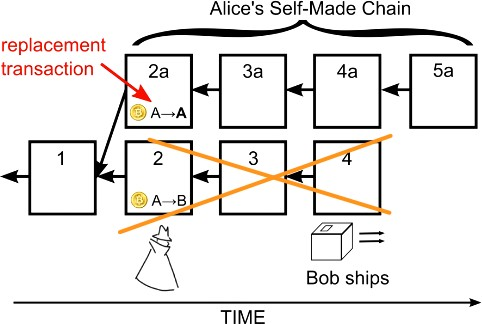 Alice's Self-Made Chain
replacement
transaction
2a
3a
4a
5a
A→A
1
2
3
4
A→B
Bob ships
TIME